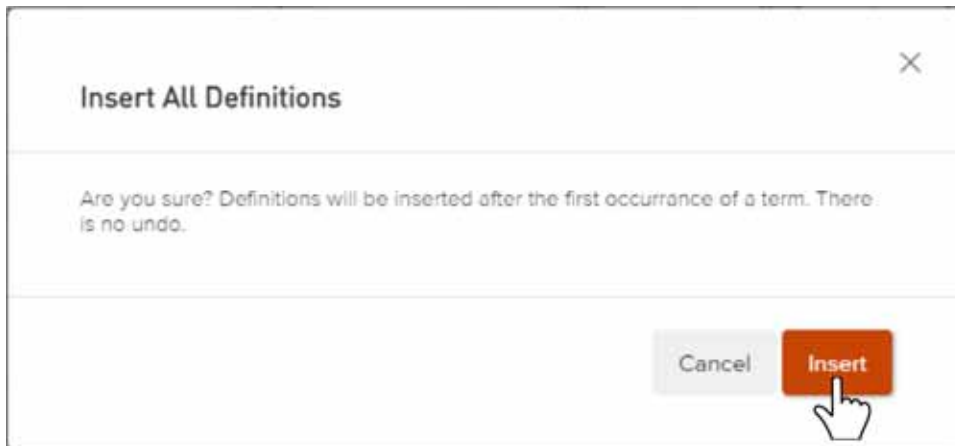 Insert All Definitions
Are you sure? Definitions will be inserted after the first occurrance of a term. There
is no undo.
Cancel Insert